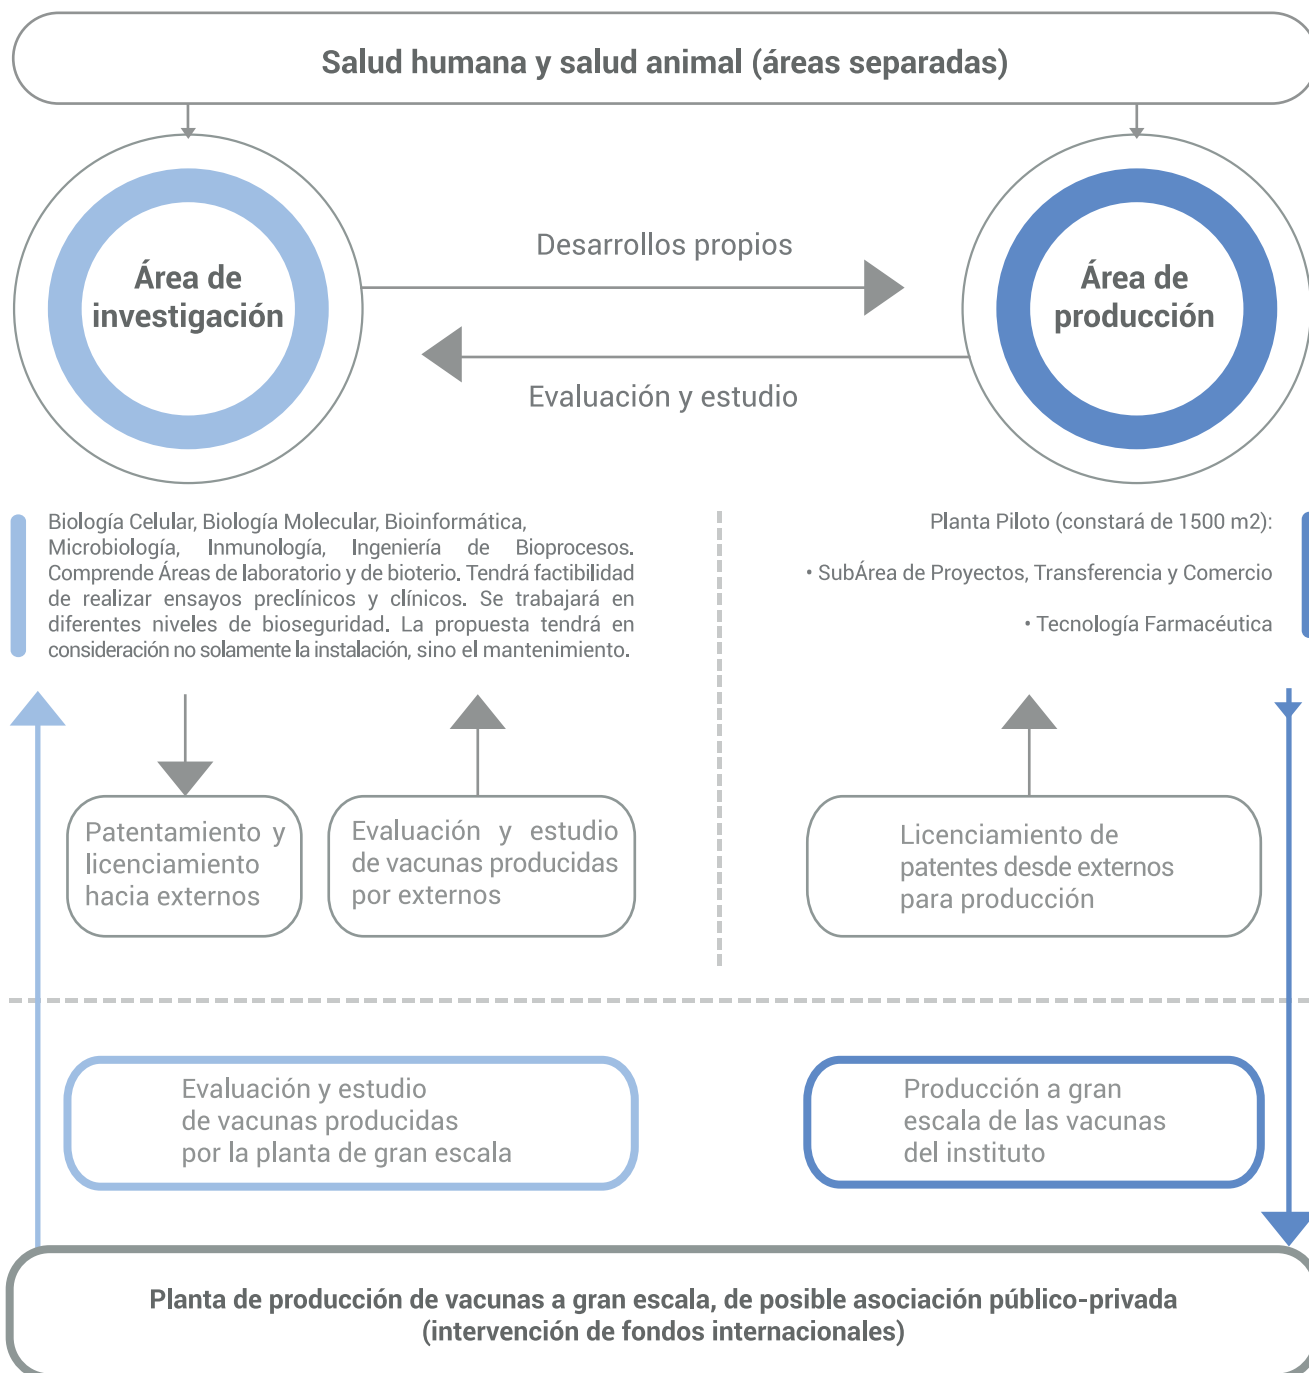 Salud humana y salud animal (áreas separadas)
Área de
investigación
Desarrollos propios
Evaluación y estudio
Área de
producción
Biología Celular, Biología Molecular, Bioinformática,
Microbiología, Inmunología, Ingeniería de Bioprocesos.
Comprende Áreas de laboratorio y de bioterio. Tendrá factibilidad
de realizar ensayos preclínicos y clínicos. Se trabajará en
diferentes niveles de bioseguridad. La propuesta tendrá en
consideración no solamente la instalación, sino el mantenimiento.
Planta Piloto (constará de 1500 m2):
• SubÁrea de Proyectos, Transferencia y Comercio
• Tecnología Farmacéutica
Patentamiento y
licenciamiento
hacia externos
Evaluación y estudio
de vacunas producidas
por externos
Licenciamiento de
patentes desde externos
para producción
Evaluación y estudio
de vacunas producidas
por la planta de gran escala
Producción a gran
escala de las vacunas
del instituto
Planta de producción de vacunas a gran escala, de posible asociación público-privada
(intervención de fondos internacionales)